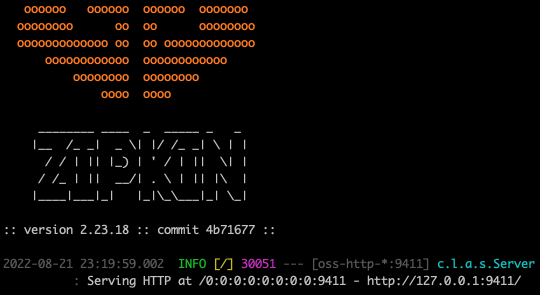 oooooo   oooooo  oooooo  ooooooo
oooooooo      oo  oo      oooooooo
ooooooooooooo oo  oo ooooooooooooo
oooooooooooo  oooooooooooo
oooooooo  oooooooo
oooo  oooo
ZIPKIN
:: version 2.23.18 :: commit 4b71677 ::
2022-08-21 23:19:59.002  INFO [/] 30051 --- [oss-http-*:9411] c.l.a.s.Server
: Serving HTTP at /0:0:0:0:0:0:0:0:9411 - http://127.0.0.1:9411/